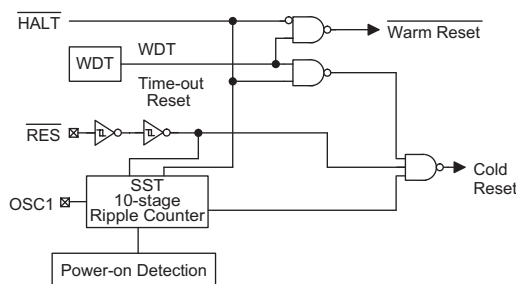 HALT
Warm Reset
WDT
WDT
Time-out
Reset
RES
SST
10-stage
Ripple Counter
OSC1
Cold
Reset
Power-on Detection